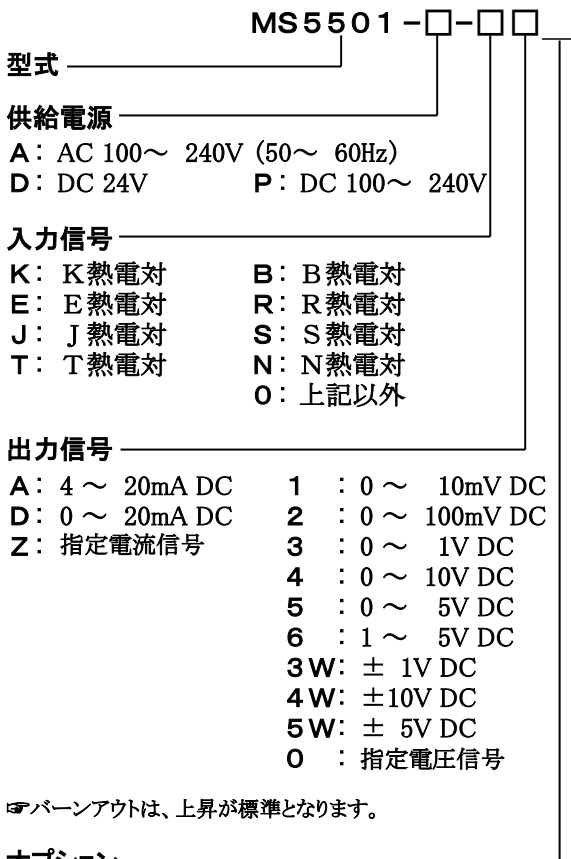 MS5501-□-□□
型式
供給電源
A: AC 100～ 240V (50～ 60Hz)
D: DC 24V P: DC 100～ 240V
入力信号
K: K熱電対 B: B熱電対
E: E熱電対 R: R熱電対
J: J熱電対 S: S熱電対
T: T熱電対 N: N熱電対
0: 上記以外
出力信号
A: 4～ 20mA DC 1 : 0～ 10mV DC
D: 0～ 20mA DC 2 : 0～ 100mV DC
Z: 指定電流信号 3 : 0～ 1V DC
4 : 0～ 10V DC
5 : 0～ 5V DC
6 : 1～ 5V DC
3W: ± 1V DC
4W: ±10V DC
5W: ± 5V DC
0 : 指定電圧信号
☞バーンアウトは、上昇が標準となります。
オプション